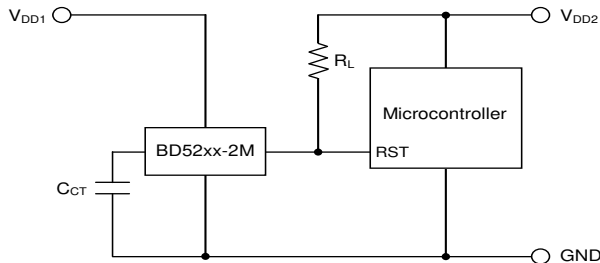 VDD1
VDD2
RL
Microcontroller
BD52xx-2M
RST
CCT
GND